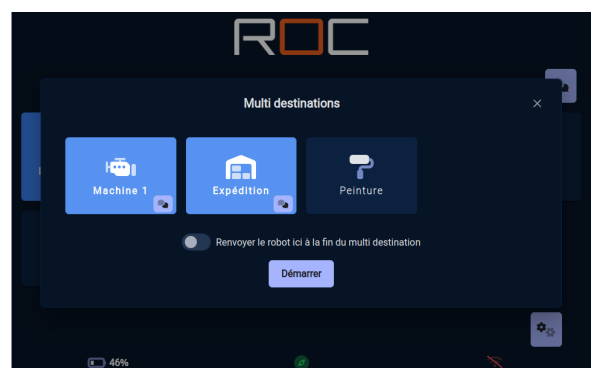 ROC
Multi destinations
Machine 1
Expédition
Peinture
Renvoyer le robot ici à la fin du multi destination
Démarrer
46%